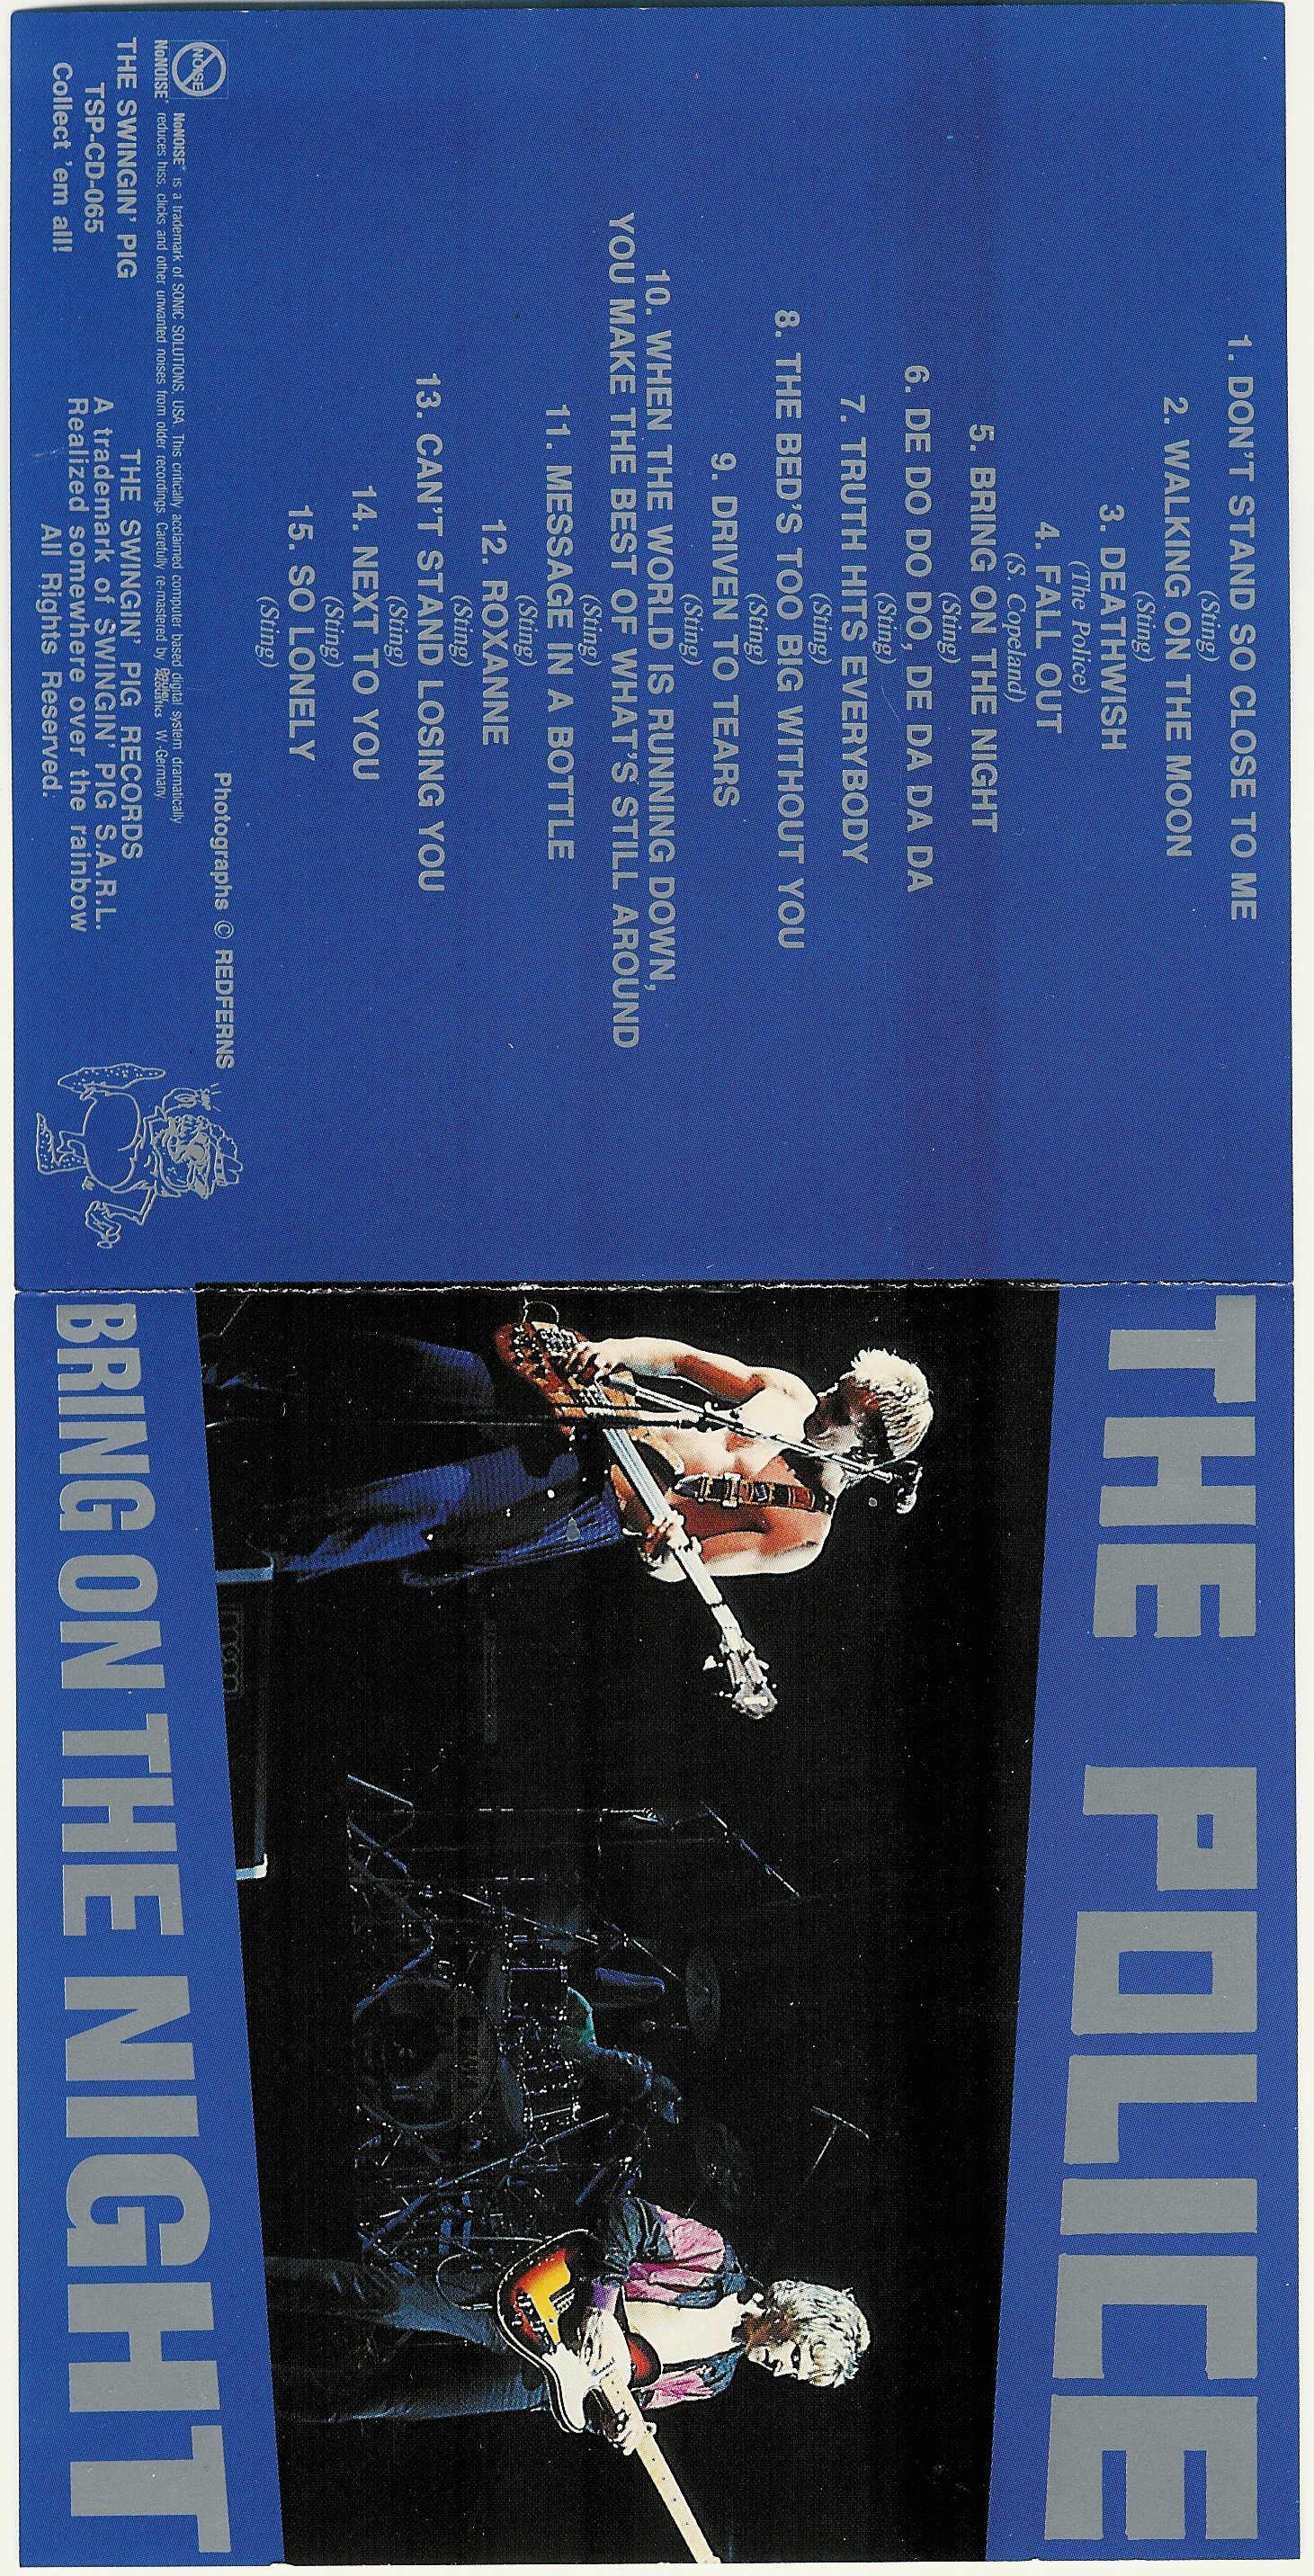 1. DON'T STAND SO CLOSE TO ME
(Sting)
2. WALKING ON THE MOON
(Sting)
3. DEATHWISH
(The Police)
4. FALL OUT
(S. Copeland)
5. BRING ON THE NIGHT
(Sting)
6. DE DO DO DO DO, DE DA DA DA
(Sting)
7. TRUTH HITS EVERYBODY
(Sting)
8. THE BED'S TOO BIG WITHOUT YOU
(Sting)
9. DRIVEN TO TEARS
(Sting)
10. WHEN THE WORLD IS RUNNING DOWN,
YOU MAKE THE BEST OF WHAT'S STILL AROUND
(Sting)
11. MESSAGE IN A BOTTLE
(Sting)
12. ROXANNE
(Sting)
13. CAN'T STAND LOSING YOU
(Sting)
14. NEXT TO YOU
(Sting)
15. SO LONELY
(Sting)
Photographs © REDFERNS
NOISE
NoNOISE®
NoNOISE® is a trademark of SONIC SOLUTIONS, USA. This critically acclaimed computer based digital system dramatically
reduces hiss, clicks and other unwanted noises from older recordings. Carefully re-mastered by W-Germany
THE SWINGIN' PIG
TSP-CD-065
Collect 'em all!
THE SWINGIN' PIG RECORDS
A trademark of SWINGIN' PIG S.A.R.L.
Realized somewhere over the rainbow
All Rights Reserved.
THE POLICE
BRING ON THE NIGHT